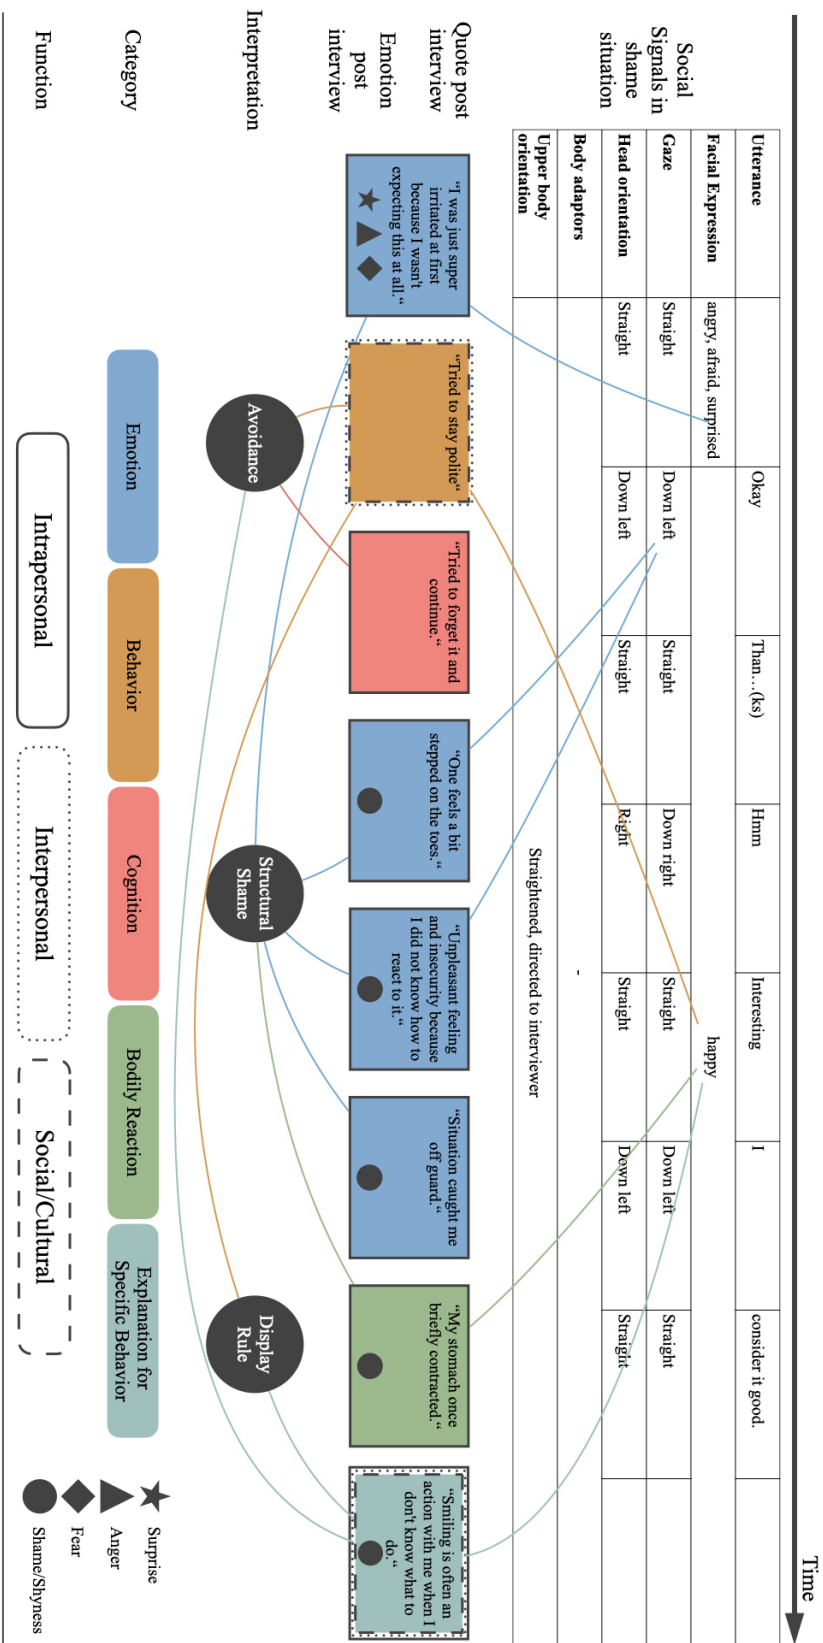 Time
Social
Signals in
shame
situation
Utterance
Okay
Than…(ks)
Hmm
Interesting
I
consider it good.
Facial Expression
angry, afraid, surprised
happy
Gaze
Straight
Down left
Straight
Down right
Straight
Down left
Straight
Head orientation
Straight
Down left
Straight
Right
Straight
Down left
Straight
Body adaptors
-
Upper body
orientation
Straightened, directed to interviewer
Quote post
interview
Emotion
post
interview
“I was just super
irritated at first
because I wasn't
expecting this at all.“
“Tried to stay polite“
“Tried to forget it and
continue.“
“One feels a bit
stepped on the toes.“
“Unpleasant feeling
and insecurity because
I did not know how to
react to it.“
“Situation caught me
off guard.“
“My stomach once
briefly contracted.“
“Smiling is often an
action with me when I
don't know what to
do.“
Interpretation
Avoidance
Structural
Shame
Display
Rule
Category
Emotion
Behavior
Cognition
Bodily Reaction
Explanation for
Specific Behavior
Function
Intrapersonal
Interpersonal
Social/Cultural
Surprise
Anger
Fear
Shame/Shyness